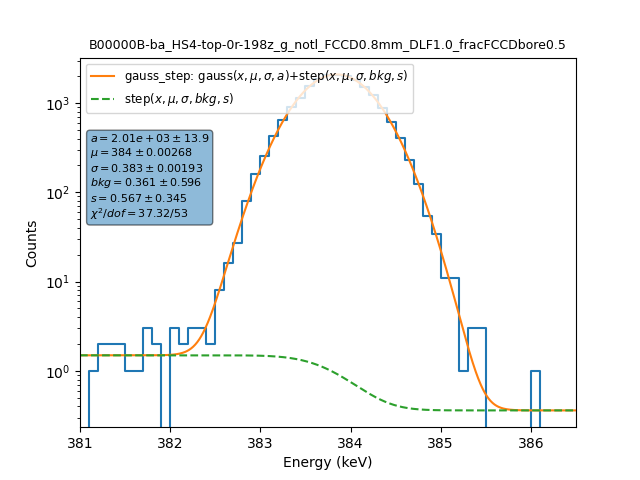 B00000B-ba_HS4-top-0r-198z_g_notl_FCCD0.8mm_DLF1.0_fracFCCDbore0.5
gauss_step: gauss(x, μ, σ, a)+step(x, μ, σ, bkg, s)
step(x, μ, σ, bkg, s)
a = 2.01e + 03 ± 13.9
μ = 384 ± 0.00268
σ = 0.383 ± 0.00193
bkg = 0.361 ± 0.596
s = 0.567 ± 0.345
χ²/dof = 37.32/53
Counts
10³
10²
10¹
10⁰
381 382 383 384 385 386
Energy (keV)